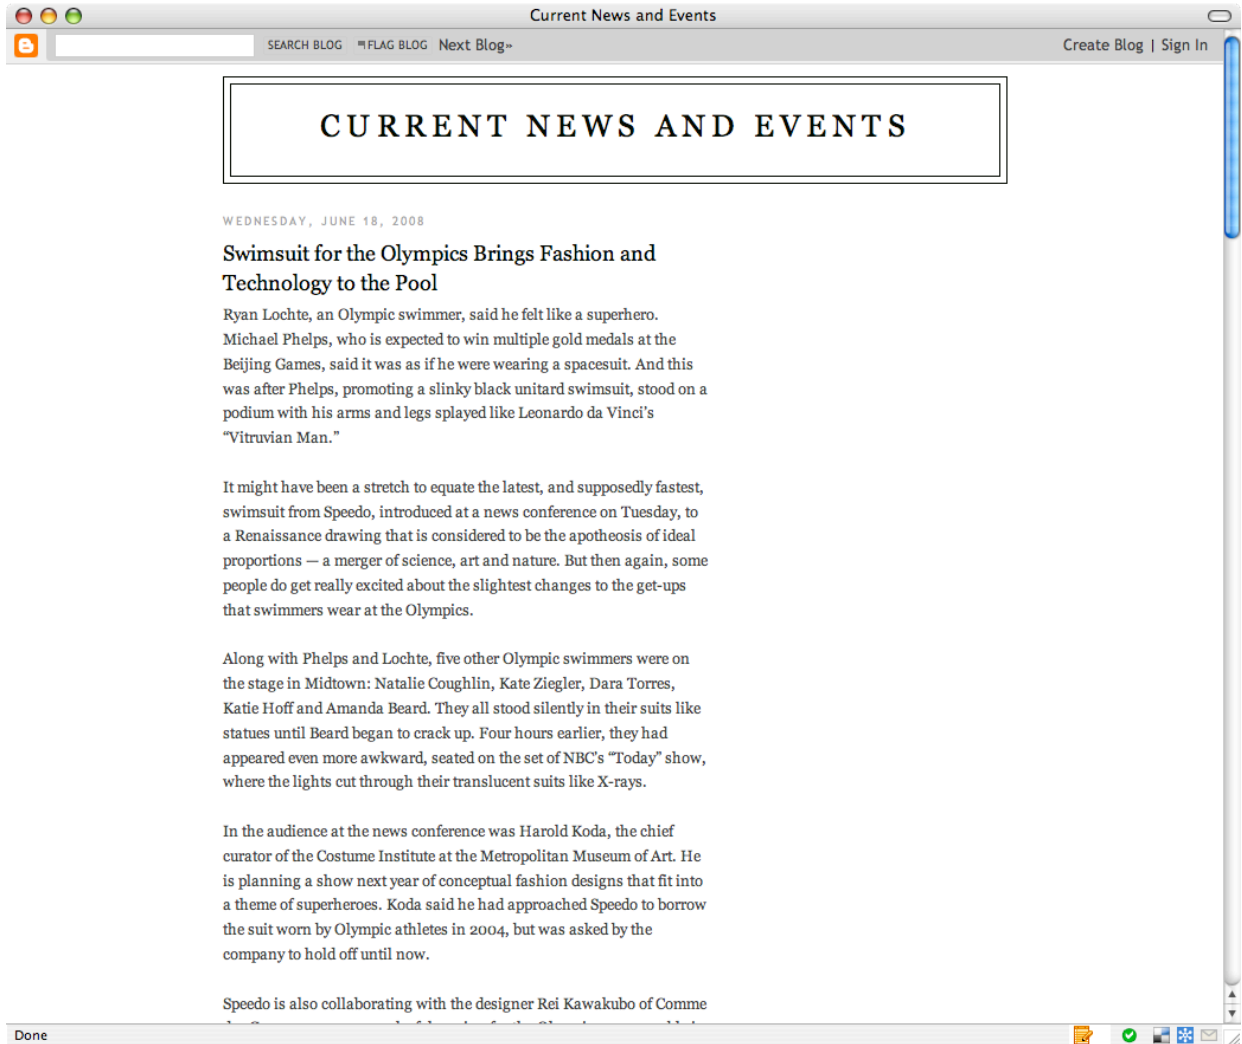 Current News and Events
SEARCH BLOG FLAG BLOG Next Blog»
Create Blog | Sign In
CURRENT NEWS AND EVENTS
WEDNESDAY, JUNE 18, 2008
Swimsuit for the Olympics Brings Fashion and
Technology to the Pool
Ryan Lochte, an Olympic swimmer, said he felt like a superhero.
Michael Phelps, who is expected to win multiple gold medals at the
Beijing Games, said it was as if he were wearing a spacesuit. And this
was after Phelps, promoting a slinky black unitard swimsuit, stood on a
podium with his arms and legs splayed like Leonardo da Vinci’s
“Vitruvian Man.”
It might have been a stretch to equate the latest, and supposedly fastest,
swimsuit from Speedo, introduced at a news conference on Tuesday, to
a Renaissance drawing that is considered to be the apotheosis of ideal
proportions — a merger of science, art and nature. But then again, some
people do get really excited about the slightest changes to the get-ups
that swimmers wear at the Olympics.
Along with Phelps and Lochte, five other Olympic swimmers were on
the stage in Midtown: Natalie Coughlin, Kate Ziegler, Dara Torres,
Katie Hoff and Amanda Beard. They all stood silently in their suits like
statues until Beard began to crack up. Four hours earlier, they had
appeared even more awkward, seated on the set of NBC’s “Today” show,
where the lights cut through their translucent suits like X-rays.
In the audience at the news conference was Harold Koda, the chief
curator of the Costume Institute at the Metropolitan Museum of Art. He
is planning a show next year of conceptual fashion designs that fit into
a theme of superheroes. Koda said he had approached Speedo to borrow
the suit worn by Olympic athletes in 2004, but was asked by the
company to hold off until now.
Speedo is also collaborating with the designer Rei Kawakubo of Comme
Done